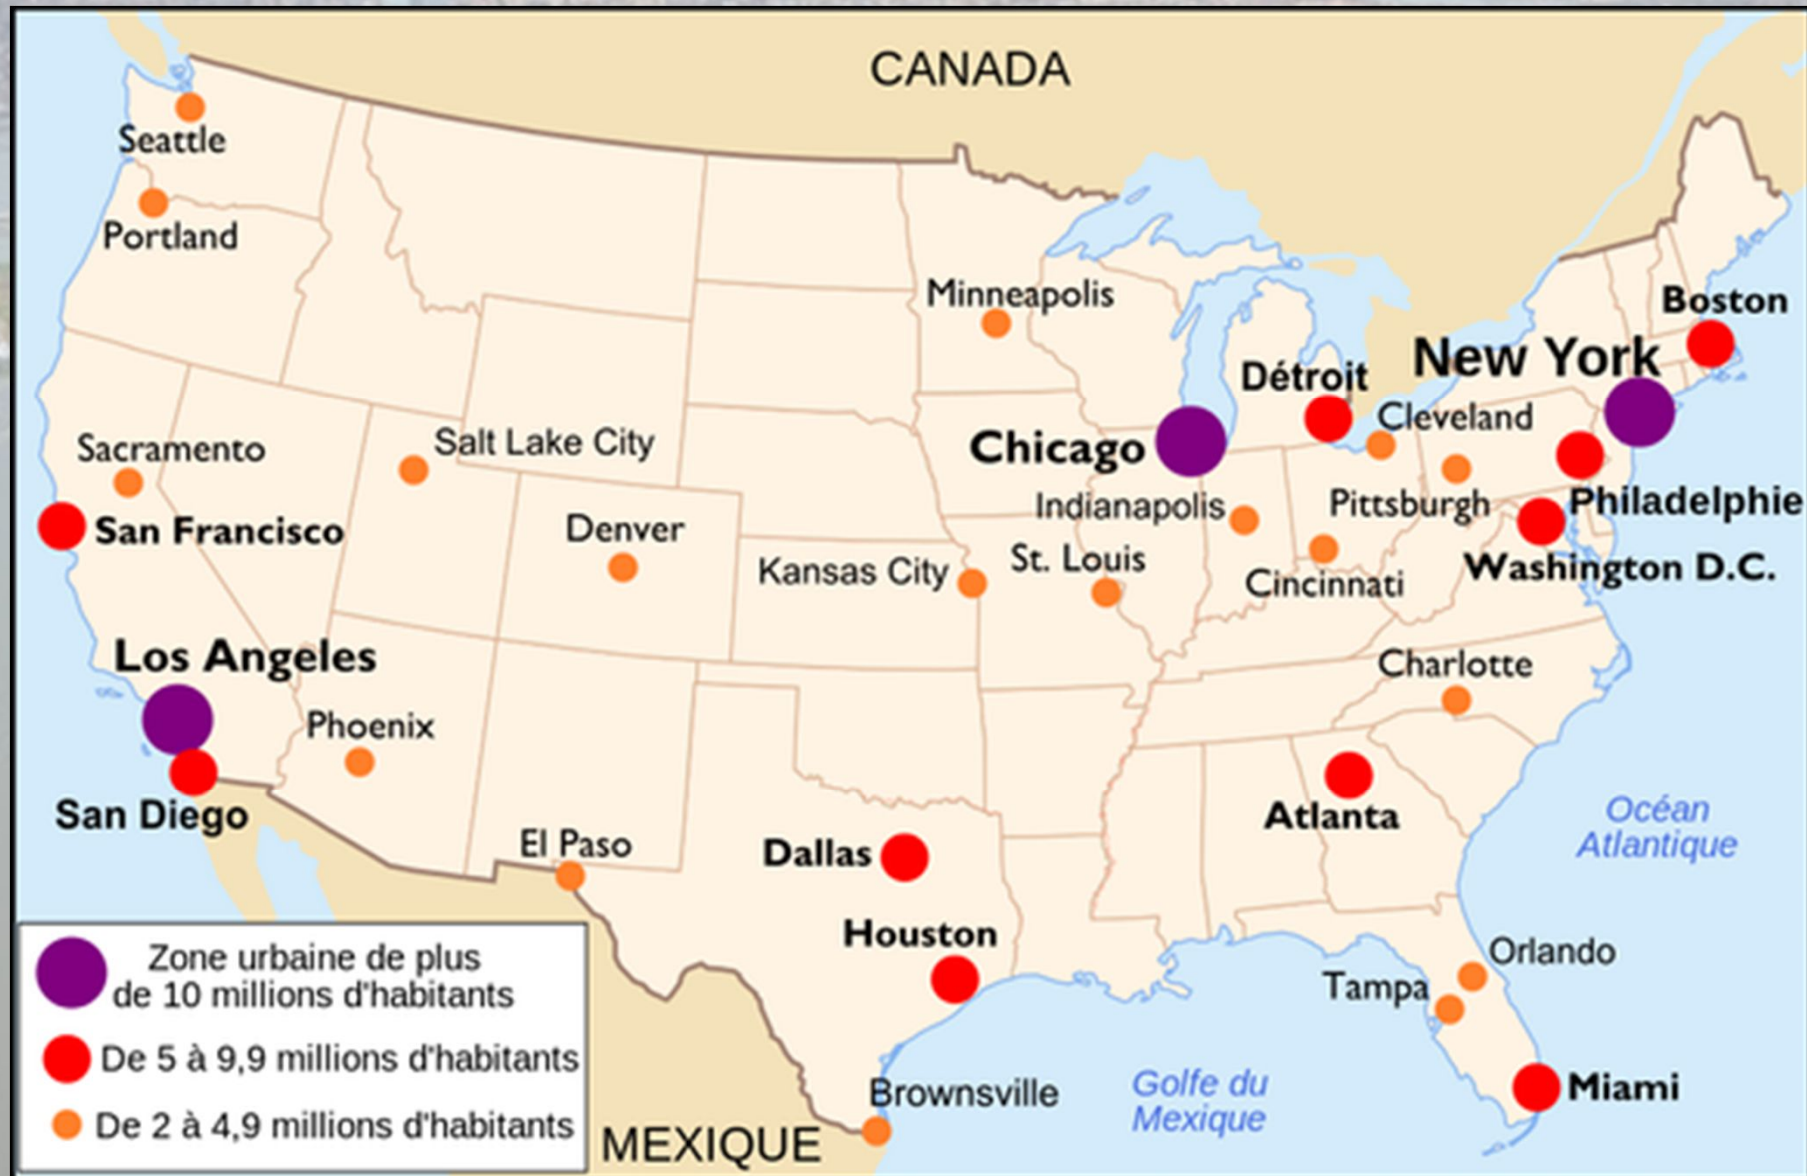 CANADA
Seattle
Portland
Minneapolis
Boston
New York
Détroit
Cleveland
Sacramento
Salt Lake City
Chicago
San Francisco
Denver
Indianapolis
Pittsburgh
Philadelphie
Kansas City
St. Louis
Cincinnati
Washington D.C.
Los Angeles
Charlotte
Phoenix
San Diego
El Paso
Dallas
Atlanta
Océan
Atlantique
Houston
Orlando
Tampa
Brownsville
Golfe du
Mexique
Miami
MEXIQUE
Zone urbaine de plus
de 10 millions d'habitants
De 5 à 9,9 millions d'habitants
De 2 à 4,9 millions d'habitants